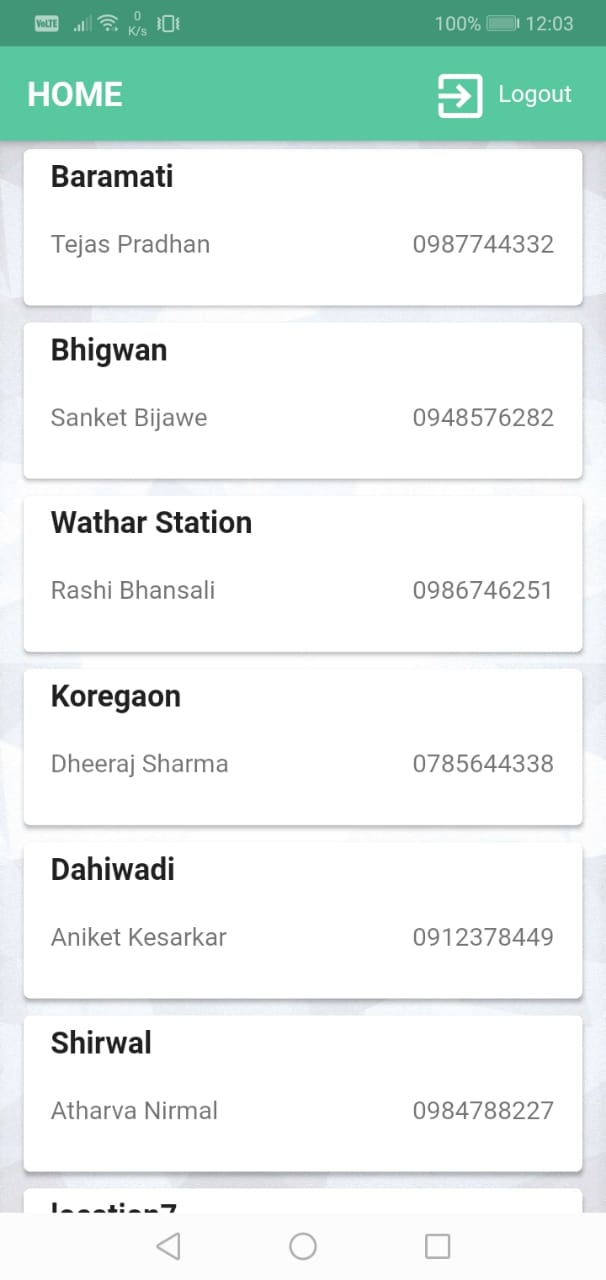 VoLTE 0 K/s 100% 12:03
HOME Logout
Baramati
Tejas Pradhan 0987744332
Bhigwan
Sanket Bijawe 0948576282
Wathar Station
Rashi Bhansali 0986746251
Koregaon
Dheeraj Sharma 0785644338
Dahiwadi
Aniket Kesarkar 0912378449
Shirwal
Atharva Nirmal 0984788227
location7